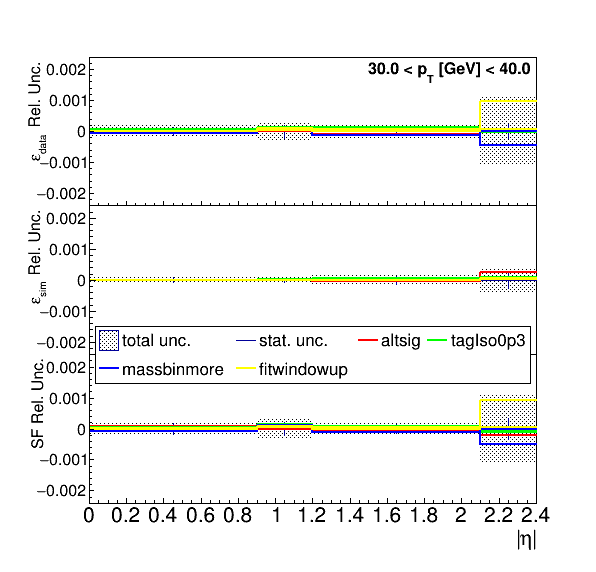 30.0 < p_T [GeV] < 40.0
ε_data Rel. Unc.
0.002
0.001
0
−0.001
−0.002
ε_sim Rel. Unc.
0.002
0.001
0
−0.001
−0.002
total unc. stat. unc. altsig tagIso0p3
massbinmore fitwindowup
SF Rel. Unc.
0.002
0.001
0
−0.001
−0.002
0 0.2 0.4 0.6 0.8 1 1.2 1.4 1.6 1.8 2 2.2 2.4
|η|